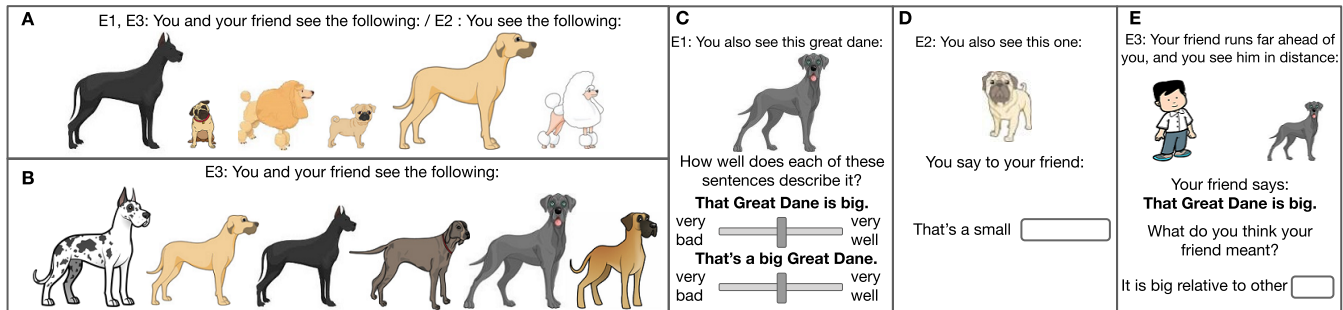 A
E1, E3: You and your friend see the following: / E2 : You see the following:
B
E3: You and your friend see the following:
C
E1: You also see this great dane:
How well does each of these
sentences describe it?
That Great Dane is big.
very bad
very well
That's a big Great Dane.
very bad
very well
D
E2: You also see this one:
You say to your friend:
That's a small
E
E3: Your friend runs far ahead of
you, and you see him in distance:
Your friend says:
That Great Dane is big.
What do you think your
friend meant?
It is big relative to other